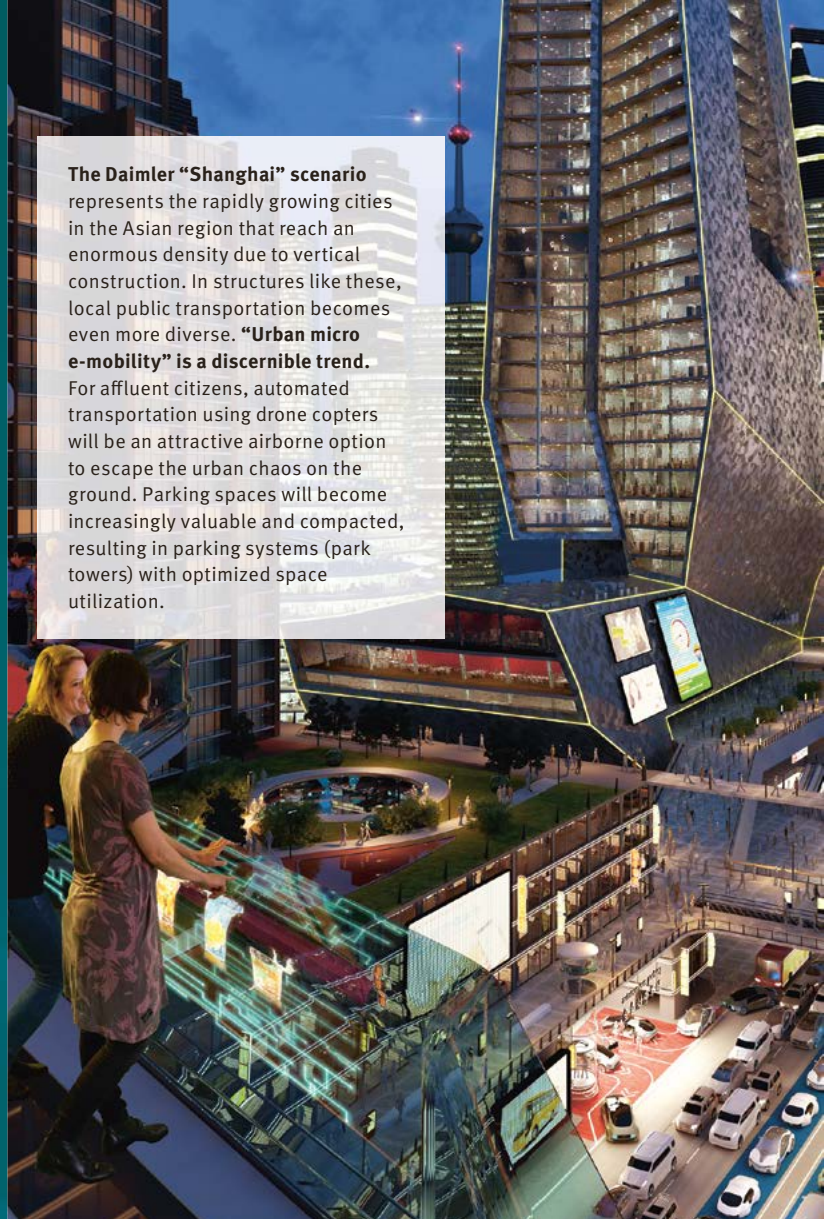 The Daimler “Shanghai” scenario
represents the rapidly growing cities
in the Asian region that reach an
enormous density due to vertical
construction. In structures like these,
local public transportation becomes
even more diverse. “Urban micro
e-mobility” is a discernible trend.
For affluent citizens, automated
transportation using drone copters
will be an attractive airborne option
to escape the urban chaos on the
ground. Parking spaces will become
increasingly valuable and compacted,
resulting in parking systems (park
towers) with optimized space
utilization.